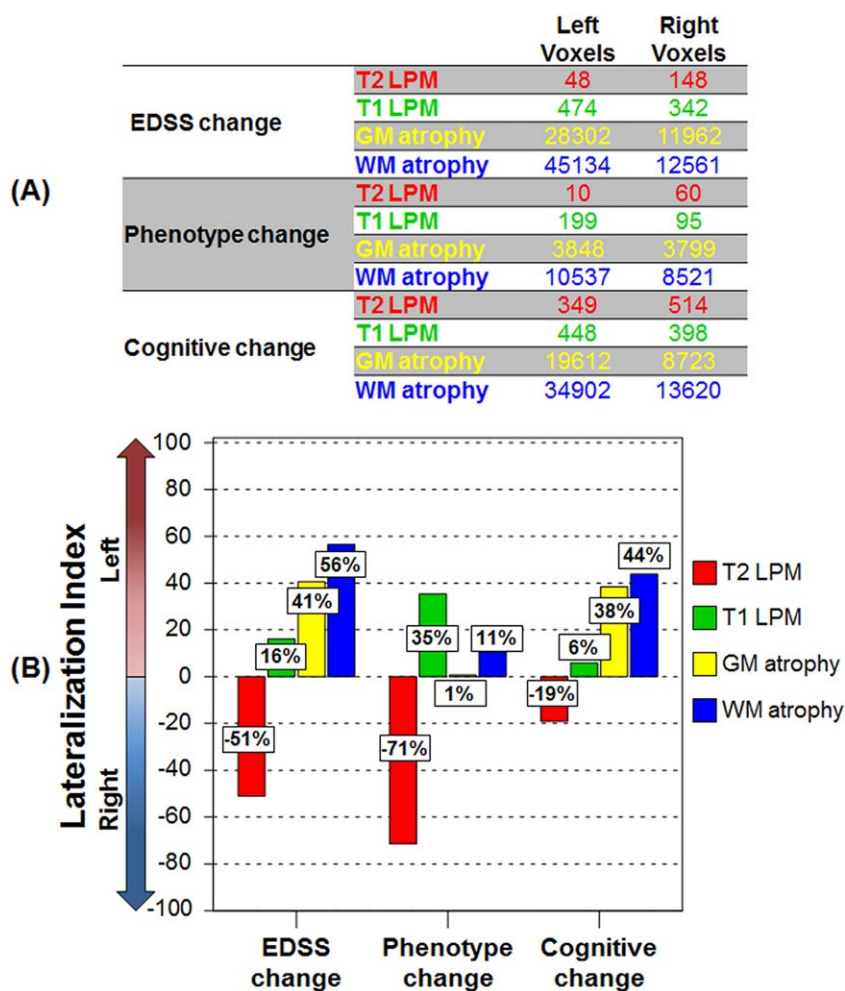 Left Voxels Right Voxels
T2 LPM 48 148
T1 LPM 474 342
EDSS change
GM atrophy 28302 11962
WM atrophy 45134 12561
(A)
T2 LPM 10 60
T1 LPM 199 95
Phenotype change
GM atrophy 3848 3799
WM atrophy 10537 8521
T2 LPM 349 514
T1 LPM 448 398
Cognitive change
GM atrophy 19612 8723
WM atrophy 34902 13620
(B)
Lateralization Index
Left
Right
100
80
60
40
20
0
-20
-40
-60
-80
-100
-51%
16%
41%
56%
-71%
35%
1%
11%
-19%
6%
38%
44%
EDSS change
Phenotype change
Cognitive change
T2 LPM
T1 LPM
GM atrophy
WM atrophy